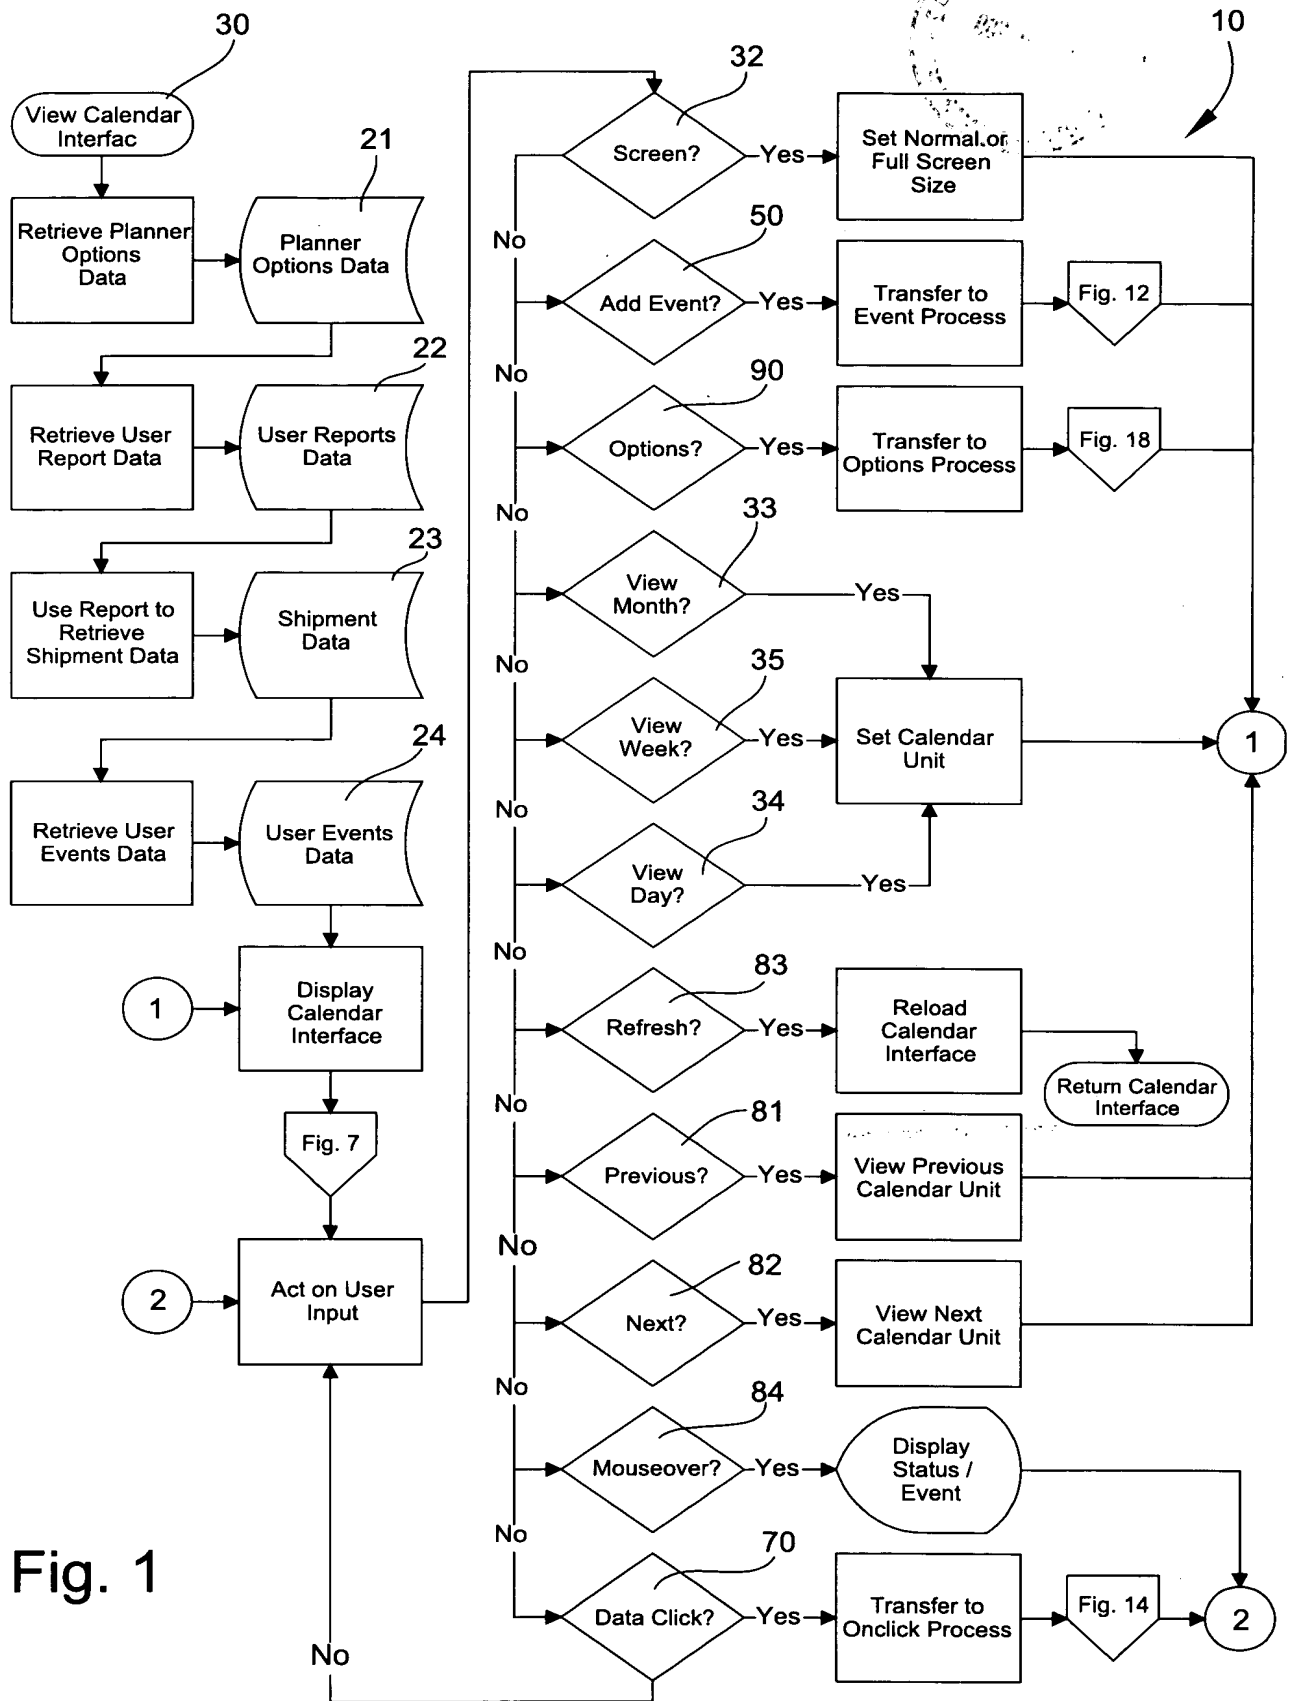 30
View Calendar
Interfac
Retrieve Planner
Options
Data
21
Planner
Options Data
Retrieve User
Report Data
22
User Reports
Data
Use Report to
Retrieve
Shipment Data
23
Shipment
Data
Retrieve User
Events Data
24
User Events
Data
1
Display
Calendar
Interface
Fig. 7
2
Act on User
Input
10
32
Screen?
Yes
Set Normal or
Full Screen
Size
No
50
Add Event?
Yes
Transfer to
Event Process
Fig. 12
No
90
Options?
Yes
Transfer to
Options Process
Fig. 18
No
33
View
Month?
Yes
No
35
View
Week?
Yes
Set Calendar
Unit
1
No
34
View
Day?
Yes
No
83
Refresh?
Yes
Reload
Calendar
Interface
Return Calendar
Interface
No
81
Previous?
Yes
View Previous
Calendar Unit
No
82
Next?
Yes
View Next
Calendar Unit
No
84
Mouseover?
Yes
Display
Status /
Event
No
70
Data Click?
Yes
Transfer to
Onclick Process
Fig. 14
2
No
Fig. 1